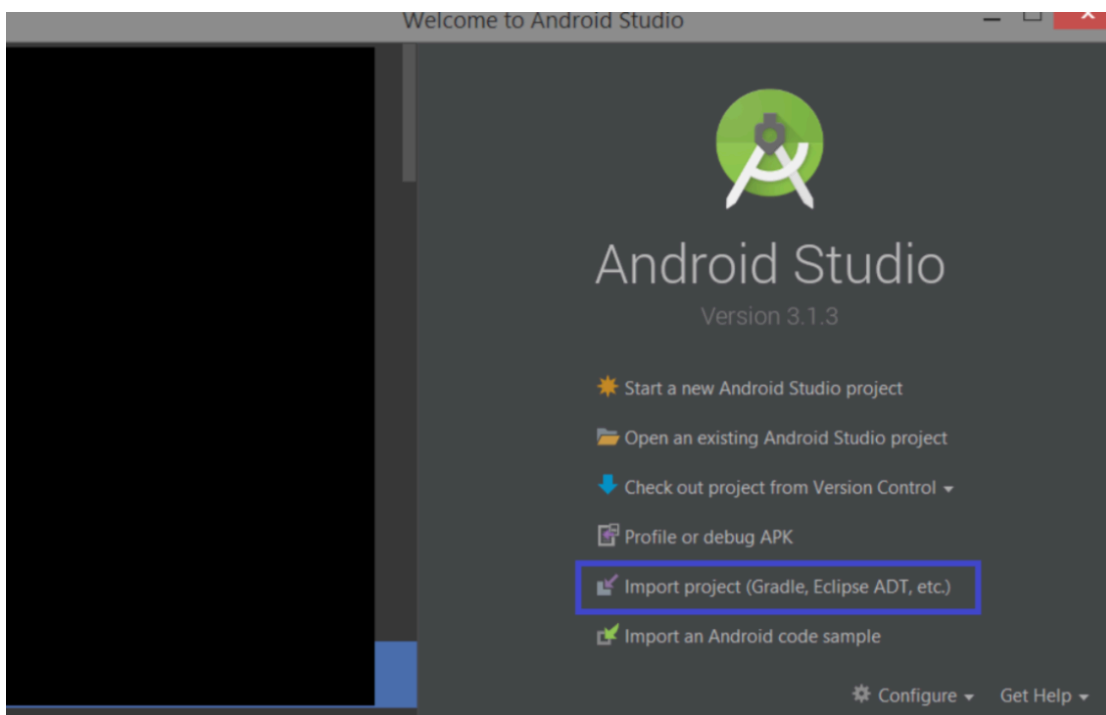 Welcome to Android Studio
Android Studio
Version 3.1.3
Start a new Android Studio project
Open an existing Android Studio project
Check out project from Version Control
Profile or debug APK
Import project (Gradle, Eclipse ADT, etc.)
Import an Android code sample
Configure Get Help